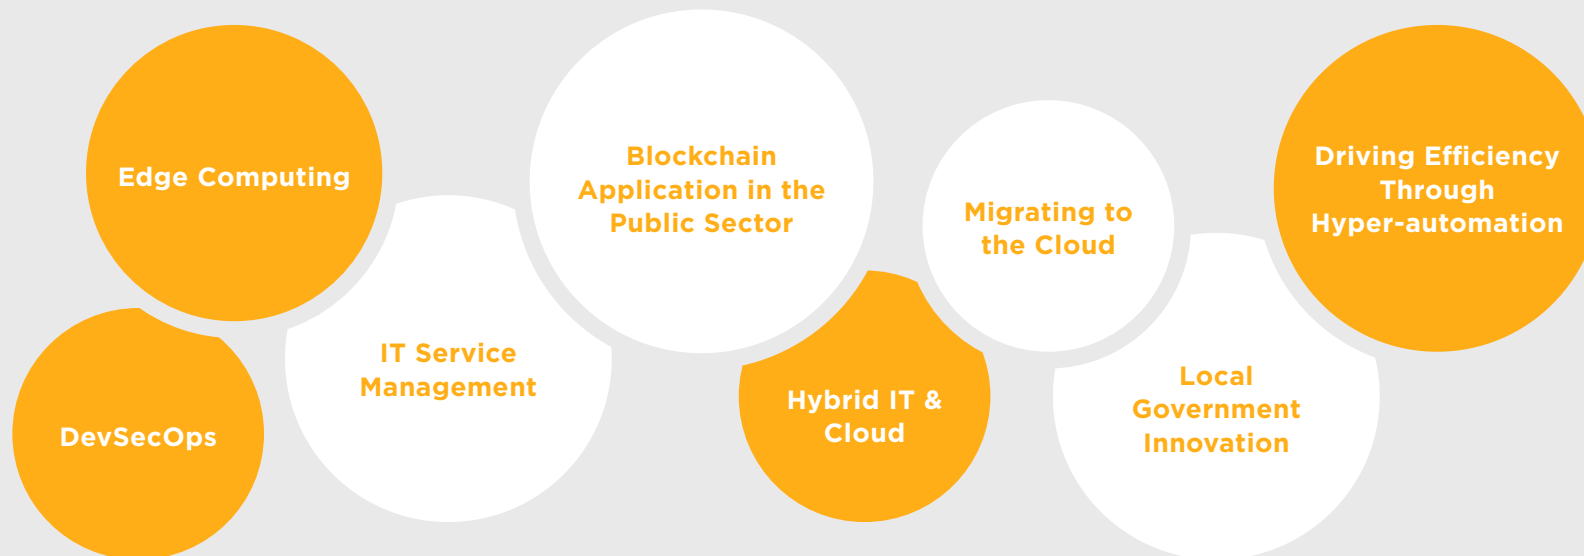 Edge Computing
DevSecOps
IT Service
Management
Blockchain
Application in the
Public Sector
Hybrid IT &
Cloud
Migrating to
the Cloud
Local
Government
Innovation
Driving Efficiency
Through
Hyper-automation